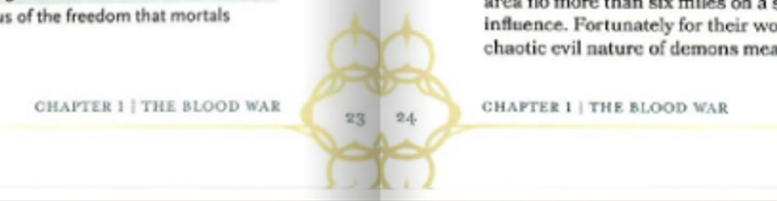 us of the freedom that mortals
area no more than six miles on a s
influence. Fortunately for their wo
chaotic evil nature of demons mea
CHAPTER 1 | THE BLOOD WAR
23
24
CHAPTER 1 | THE BLOOD WAR